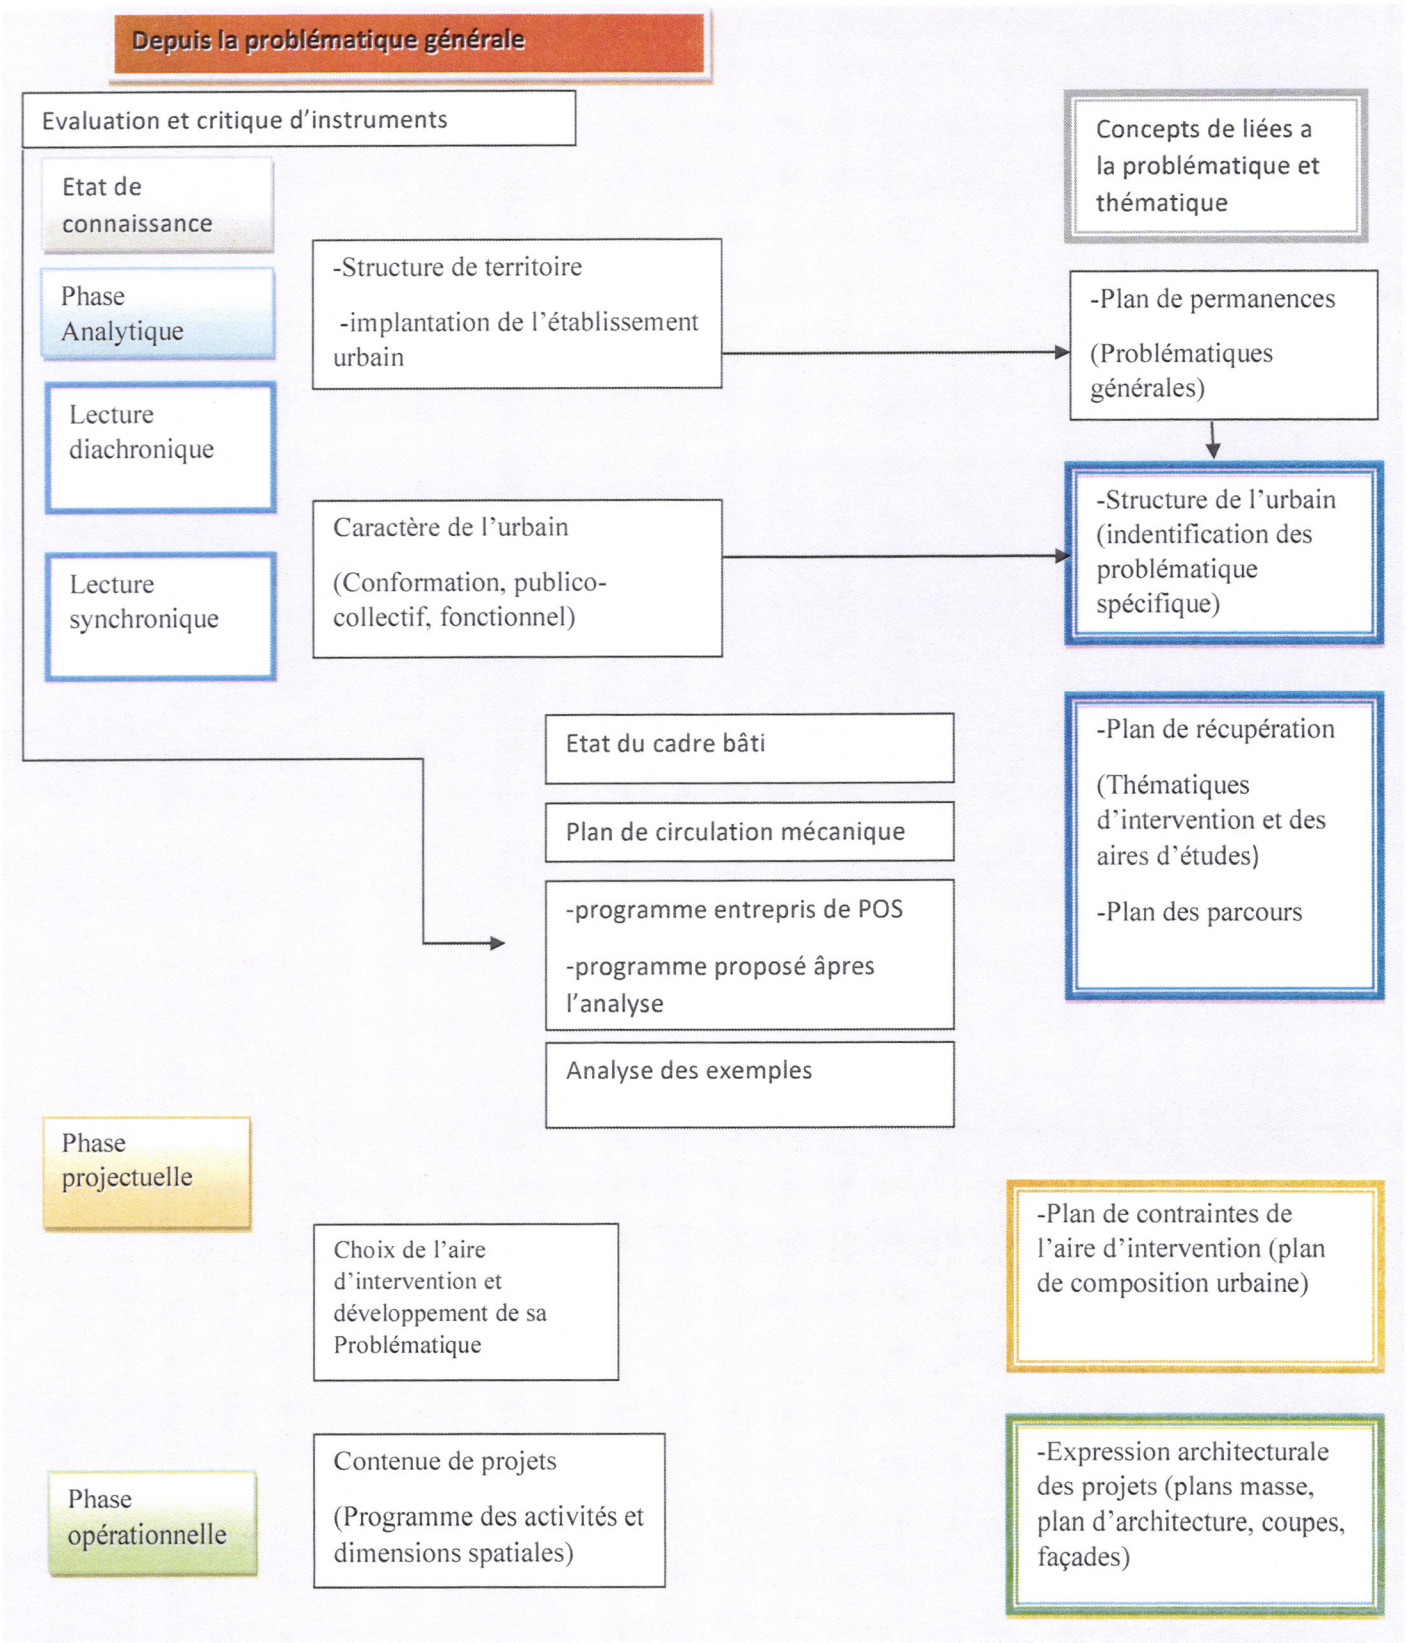 Depuis la problématique générale
Evaluation et critique d'instruments
Concepts de liées a
la problématique et
thématique
Etat de
connaissance
Phase
Analytique
-Structure de territoire
-implantation de l'établissement
urbain
-Plan de permanences
(Problématiques
générales)
Lecture
diachronique
Caractère de l'urbain
(Conformation, publico-
collectif, fonctionnel)
-Structure de l'urbain
(indentification des
problématique
spécifique)
Lecture
synchronique
Etat du cadre bâti
Plan de circulation mécanique
-programme entrepris de POS
-programme proposé âpres
l'analyse
Analyse des exemples
-Plan de récupération
(Thématiques
d'intervention et des
aires d'études)
-Plan des parcours
Phase
projectuelle
Choix de l'aire
d'intervention et
développement de sa
Problématique
-Plan de contraintes de
l'aire d'intervention (plan
de composition urbaine)
Phase
opérationnelle
Contenue de projets
(Programme des activités et
dimensions spatiales)
-Expression architecturale
des projets (plans masse,
plan d'architecture, coupes,
façades)